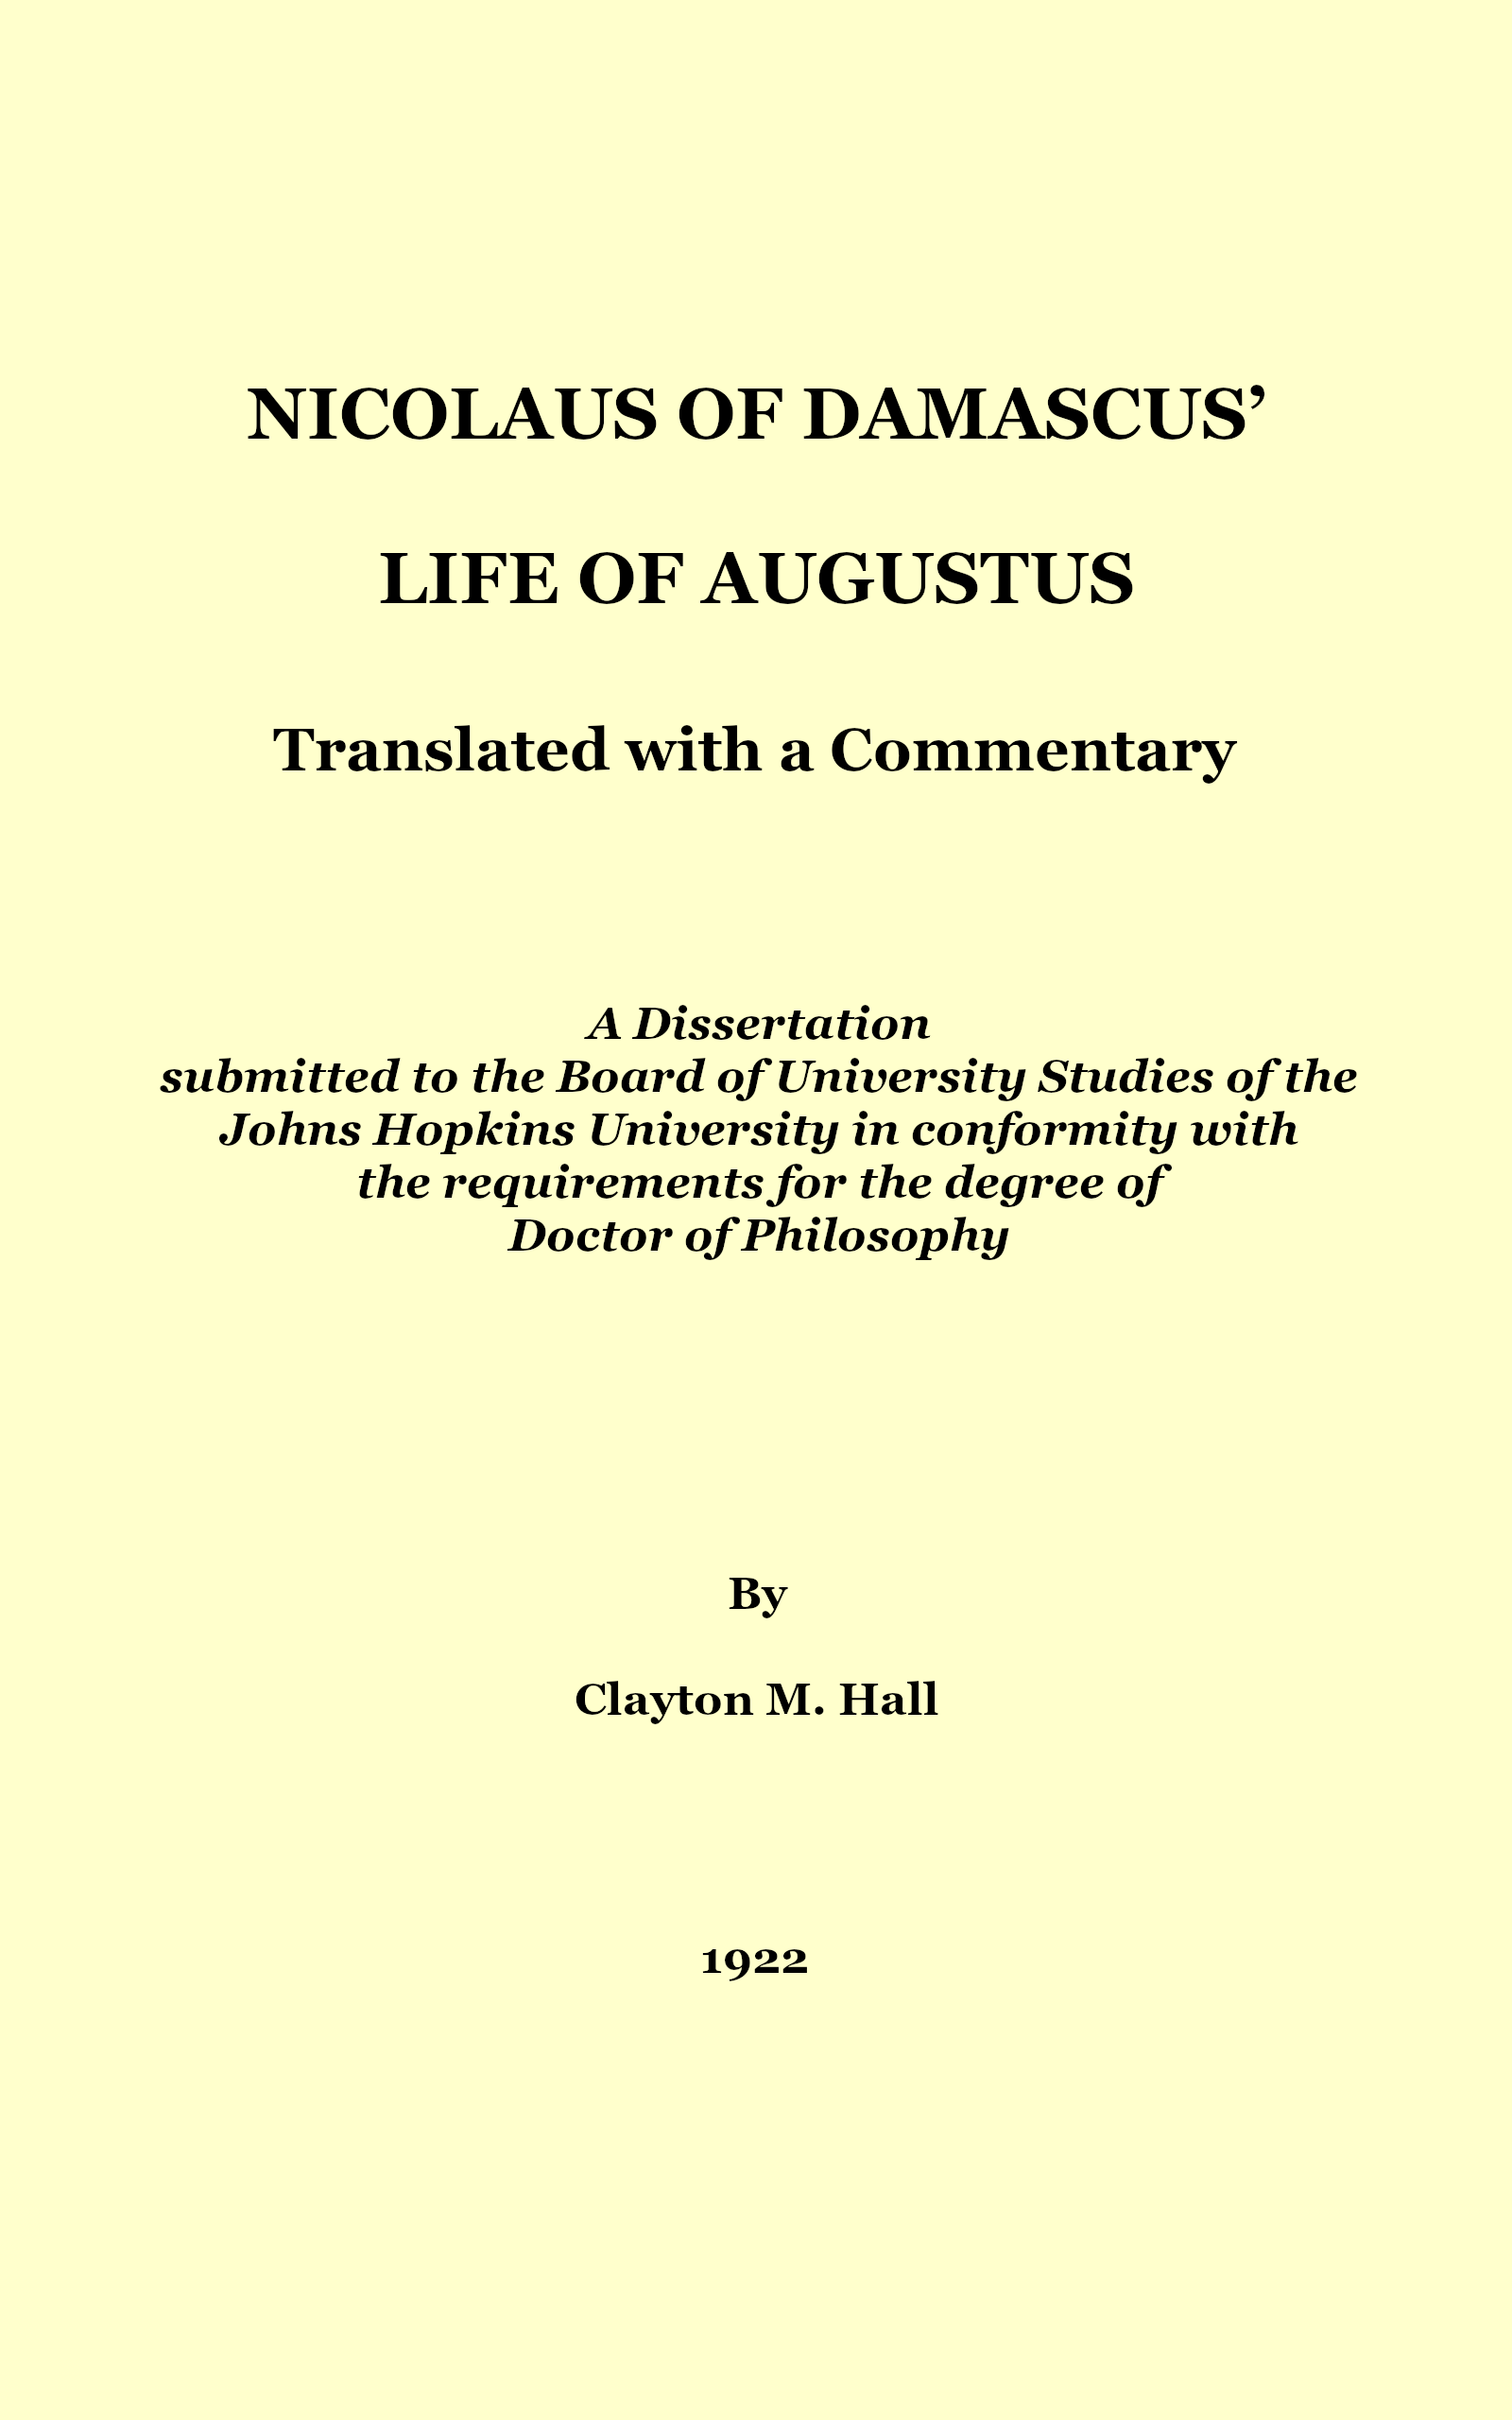 NICOLAUS OF DAMASCUS’
LIFE OF AUGUSTUS
Translated with a Commentary
A Dissertation
submitted to the Board of University Studies of the
Johns Hopkins University in conformity with
the requirements for the degree of
Doctor of Philosophy
By
Clayton M. Hall
1922